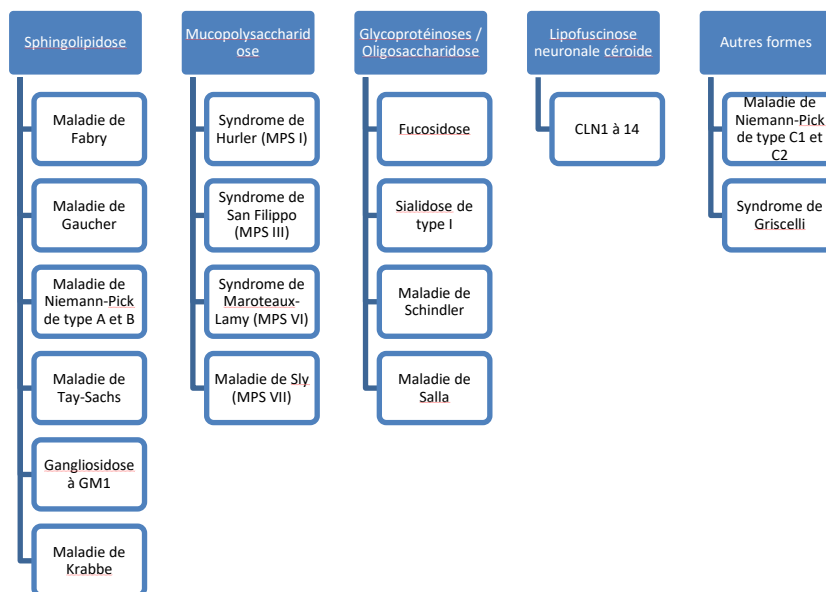 Sphingolipidose
Maladie de
Fabry
Maladie de
Gaucher
Maladie de
Niemann-Pick
de type A et B
Maladie de
Tay-Sachs
Gangliosidose
à GM1
Maladie de
Krabbe
Mucopolysaccharid
ose
Syndrome de
Hurler (MPS I)
Syndrome de
San Filippo
(MPS III)
Syndrome de
Maroteaux-
Lamy (MPS VI)
Maladie de Sly
(MPS VII)
Glycoprotéinoses /
Oligosaccharidose
Fucosidose
Sialidose de
type I
Maladie de
Schindler
Maladie de
Salla
Lipofuscinose
neuronale céroide
CLN1 à 14
Autres formes
Maladie de
Niemann-Pick
de type C1 et
C2
Syndrome de
Griscelli